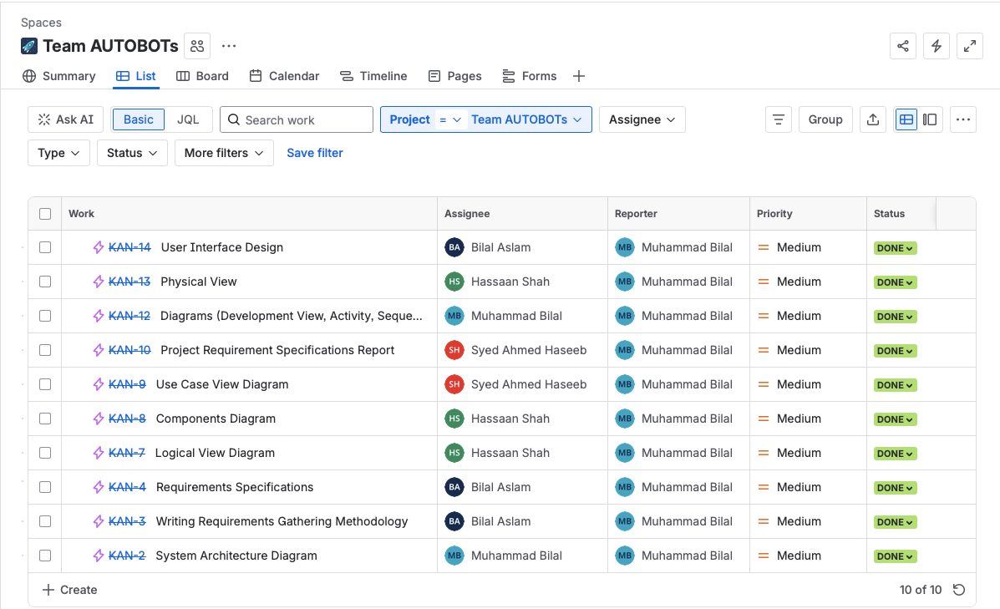 Spaces
Team AUTOBOTs
Summary List Board Calendar Timeline Pages Forms
Ask AI Basic JQL Search work Project = Team AUTOBOTs Assignee Group
Type Status More filters Save filter
Work Assignee Reporter Priority Status
KAN-14 User Interface Design BA Bilal Aslam MB Muhammad Bilal Medium DONE
KAN-13 Physical View HS Hassaan Shah MB Muhammad Bilal Medium DONE
KAN-12 Diagrams (Development View, Activity, Seque... MB Muhammad Bilal MB Muhammad Bilal Medium DONE
KAN-10 Project Requirement Specifications Report SH Syed Ahmed Haseeb MB Muhammad Bilal Medium DONE
KAN-9 Use Case View Diagram SH Syed Ahmed Haseeb MB Muhammad Bilal Medium DONE
KAN-8 Components Diagram HS Hassaan Shah MB Muhammad Bilal Medium DONE
KAN-7 Logical View Diagram HS Hassaan Shah MB Muhammad Bilal Medium DONE
KAN-4 Requirements Specifications BA Bilal Aslam MB Muhammad Bilal Medium DONE
KAN-3 Writing Requirements Gathering Methodology BA Bilal Aslam MB Muhammad Bilal Medium DONE
KAN-2 System Architecture Diagram MB Muhammad Bilal MB Muhammad Bilal Medium DONE
Create 10 of 10